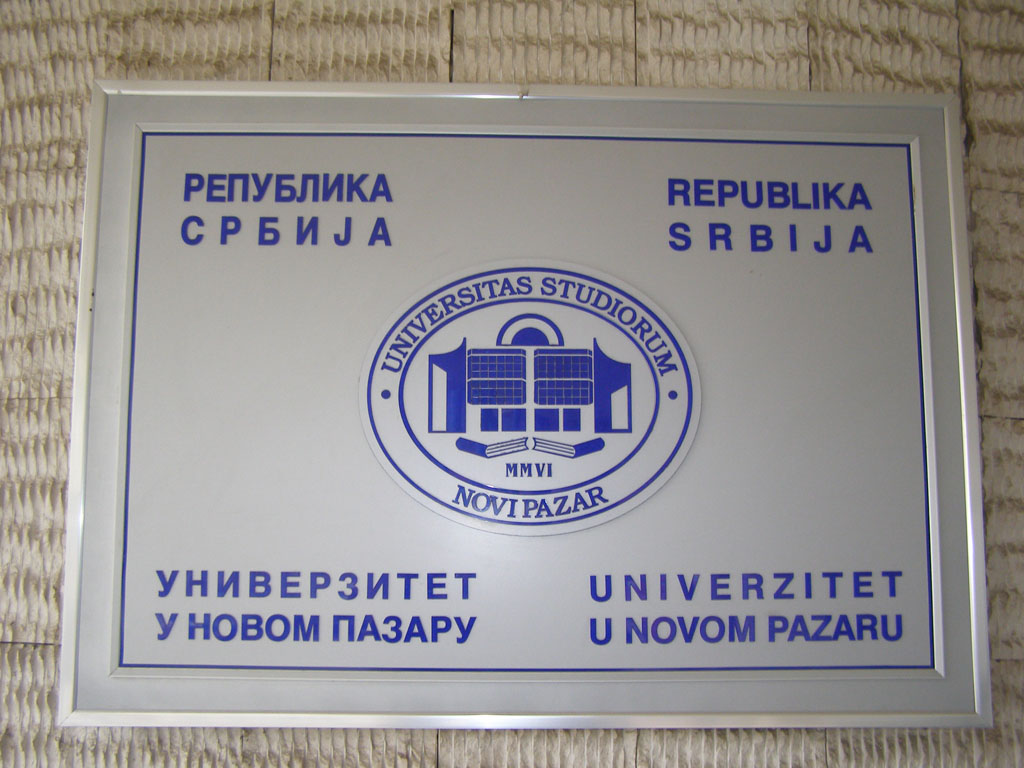 РЕПУБЛИКА
СРБИЈА
REPUBLIKA
SRBIJA
UNIVERSITAS STUDIORUM
MMVI
NOVI PAZAR
УНИВЕРЗИТЕТ
У НОВОМ ПАЗАРУ
UNIVERZITET
U NOVOM PAZARU